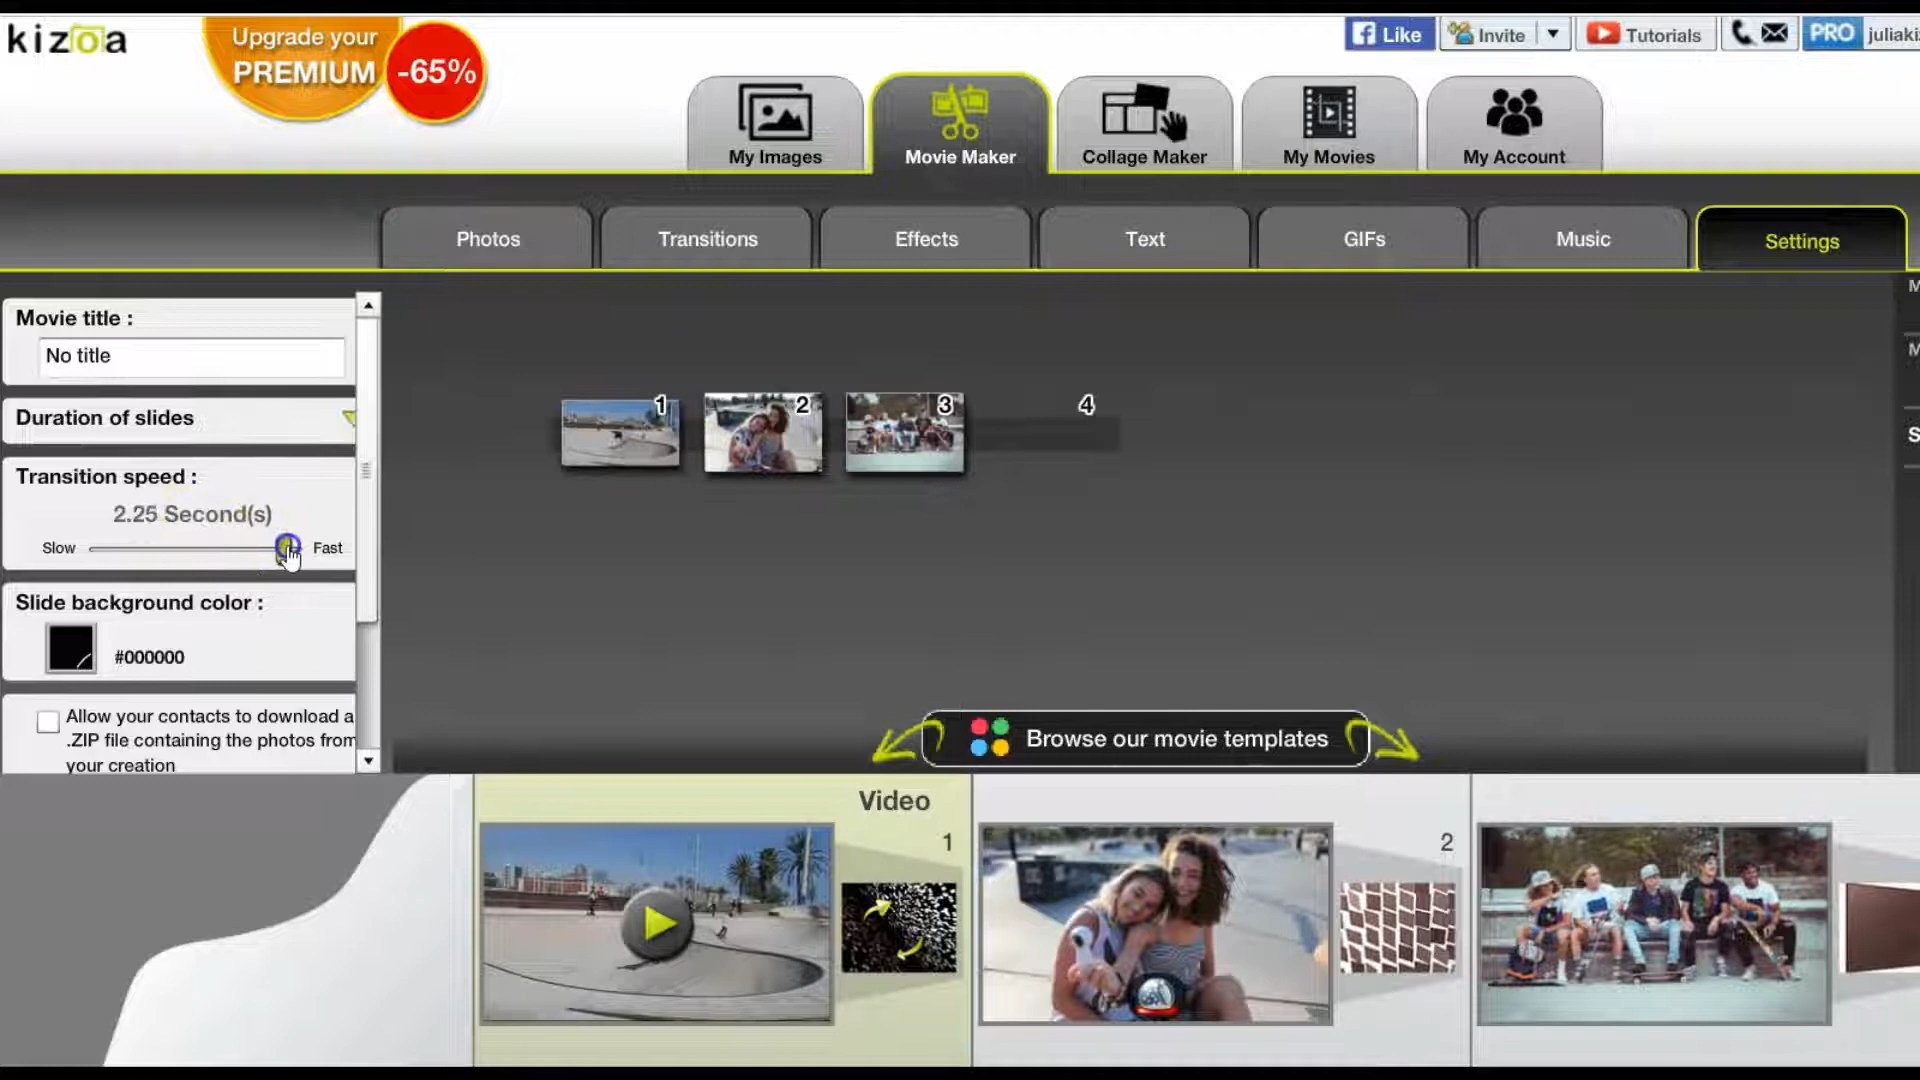 kizoa
Upgrade your
PREMIUM
-65%
Like
Invite
Tutorials
PRO
juliaki
My Images
Movie Maker
Collage Maker
My Movies
My Account
Photos
Transitions
Effects
Text
GIFs
Music
Settings
Movie title :
No title
Duration of slides
Transition speed :
2.25 Second(s)
Slow
Fast
Slide background color :
#000000
Allow your contacts to download a
.ZIP file containing the photos from
your creation
1
2
3
4
M
M
S
Browse our movie templates
Video
1
2